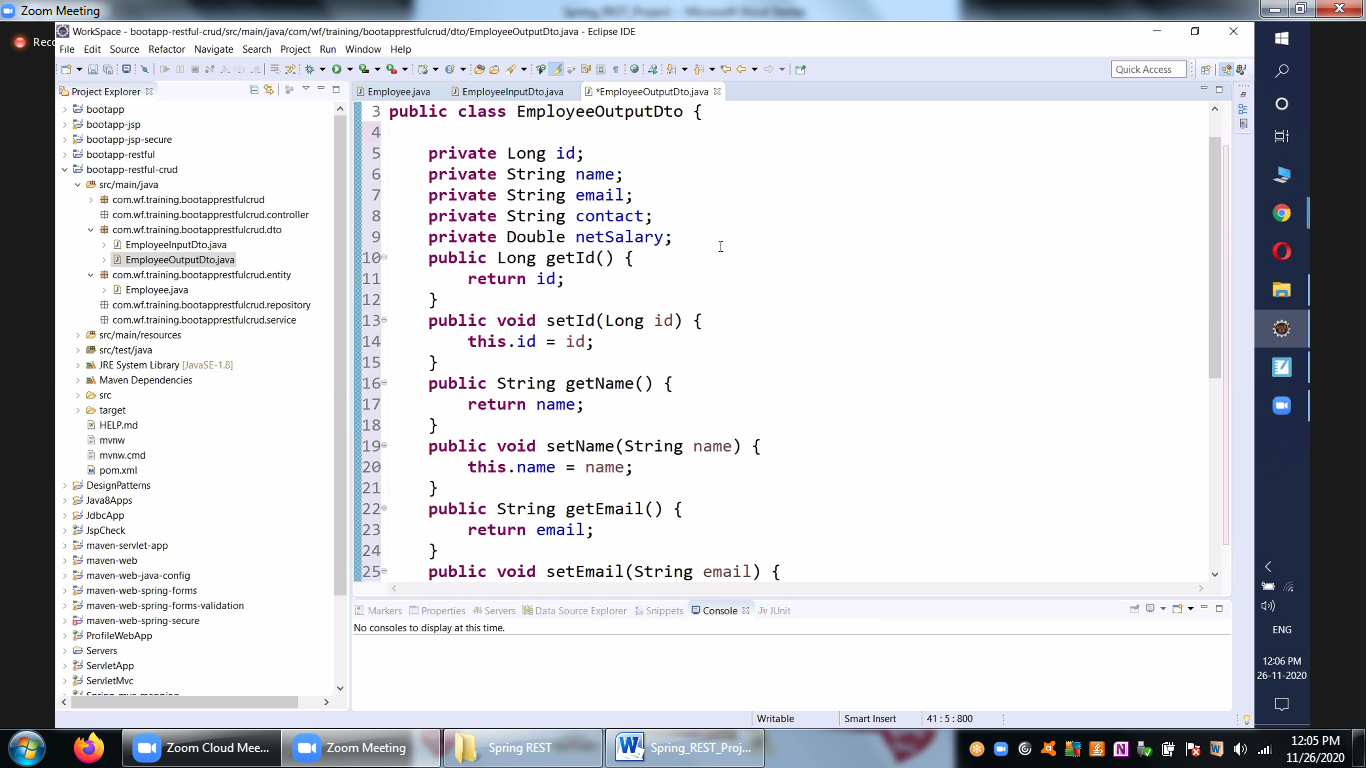 Zoom Meeting
Spring_REST_Project - Microsoft Word Starter
Reco
WorkSpace - bootapp-restful-crud/src/main/java/com/wf/training/bootapprestfulcrud/dto/EmployeeOutputDto.java - Eclipse IDE
File Edit Source Refactor Navigate Search Project Run Window Help
Quick Access
Project Explorer
bootapp
bootapp-jsp
bootapp-jsp-secure
bootapp-restful
bootapp-restful-crud
src/main/java
com.wf.training.bootapprestfulcrud
com.wf.training.bootapprestfulcrud.controller
com.wf.training.bootapprestfulcrud.dto
EmployeeInputDto.java
EmployeeOutputDto.java
com.wf.training.bootapprestfulcrud.entity
Employee.java
com.wf.training.bootapprestfulcrud.repository
com.wf.training.bootapprestfulcrud.service
src/main/resources
src/test/java
JRE System Library [JavaSE-1.8]
Maven Dependencies
src
target
HELP.md
mvnw
mvnw.cmd
pom.xml
DesignPatterns
Java8Apps
JdbcApp
JspCheck
maven-servlet-app
maven-web
maven-web-java-config
maven-web-spring-forms
maven-web-spring-forms-validation
maven-web-spring-secure
ProfileWebApp
Servers
ServletApp
ServletMvc
Spring-mvc-mapping
Employee.java EmployeeInputDto.java *EmployeeOutputDto.java
3 public class EmployeeOutputDto {
4
5 private Long id;
6 private String name;
7 private String email;
8 private String contact;
9 private Double netSalary;
10 public Long getId() {
11 return id;
12 }
13 public void setId(Long id) {
14 this.id = id;
15 }
16 public String getName() {
17 return name;
18 }
19 public void setName(String name) {
20 this.name = name;
21 }
22 public String getEmail() {
23 return email;
24 }
25 public void setEmail(String email) {
Markers Properties Servers Data Source Explorer Snippets Console JUnit
No consoles to display at this time.
Writable Smart Insert 41 : 5 : 800
ENG
12:06 PM
26-11-2020
Zoom Cloud Mee... Zoom Meeting Spring REST Spring_REST_Proj...
12:05 PM
11/26/2020